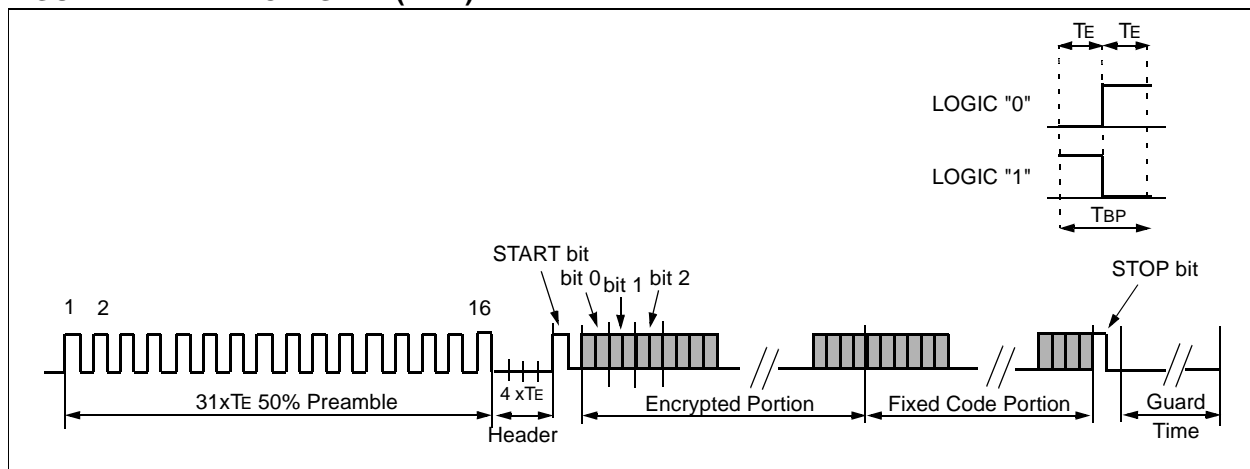 TE TE
LOGIC "0"
LOGIC "1"
TBP
START bit
bit 0 bit 1 bit 2
STOP bit
1 2 16
31xTE 50% Preamble
4 xTE
Header
Encrypted Portion
Fixed Code Portion
Guard
Time